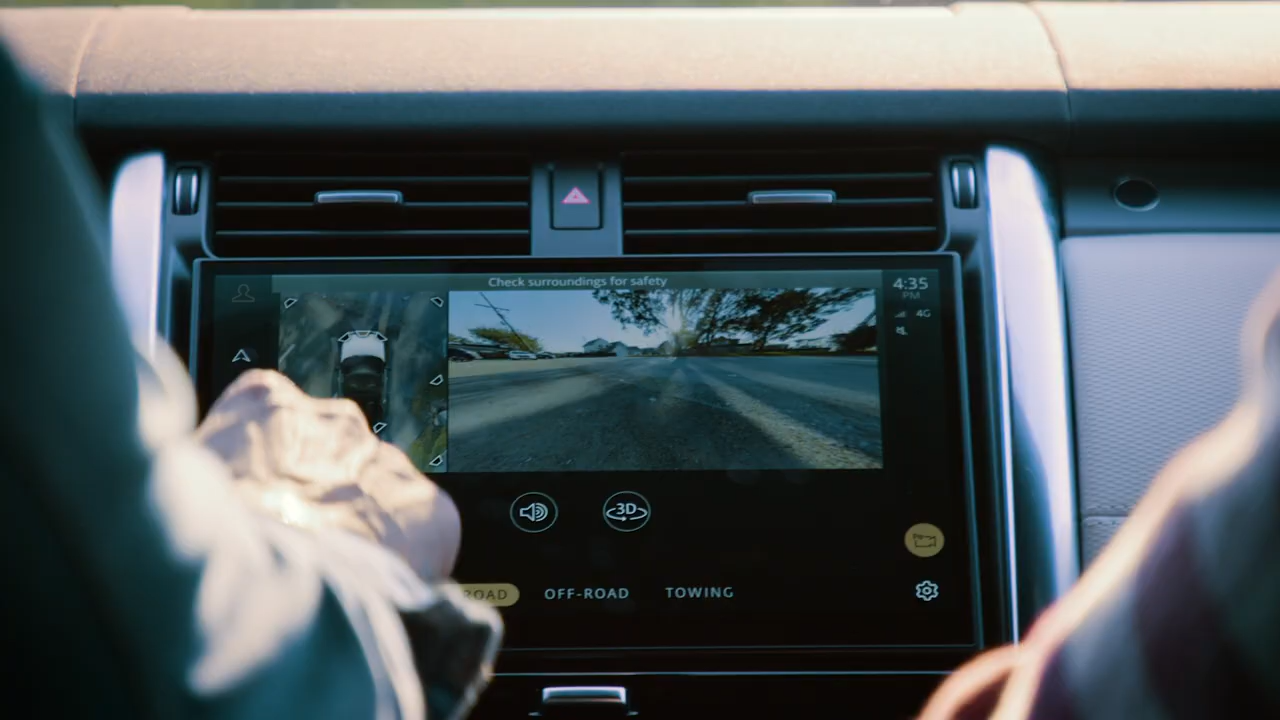 Check surroundings for safety
4:35
PM
4G
3D
ROAD
OFF-ROAD
TOWING